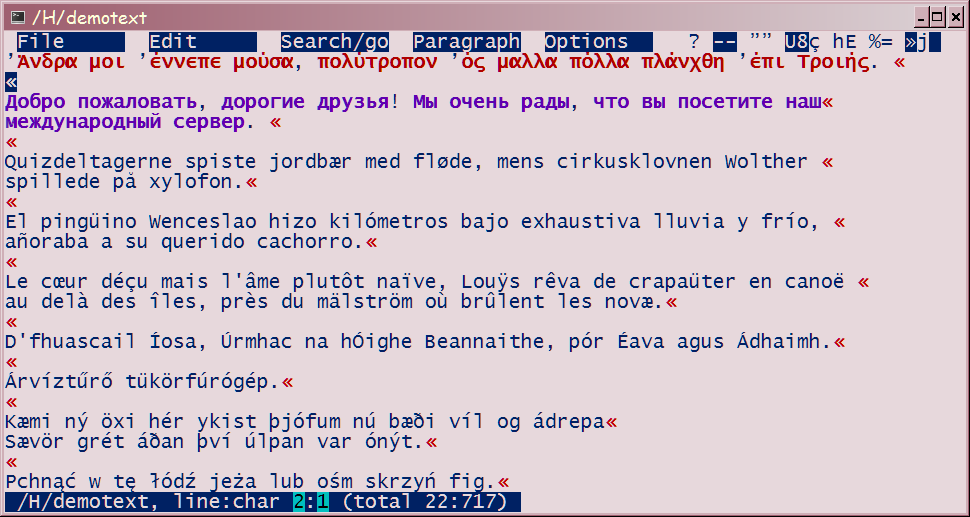 /H/demotext
File Edit Search/go Paragraph Options ? -- ”” U8ç hE %= »j
᾿Άνδρα μοι ᾿έννεπε μοῦσα, πολύτροπον ᾿ὁς μαλλα πόλλα πλάνχθη ᾿έπι Τροιής. «
«
Добро пожаловать, дорогие друзья! Мы очень рады, что вы посетите наш«
международный сервер. «
«
Quizdeltagerne spiste jordbær med fløde, mens cirkusklovnen Wolther «
spillede på xylofon.«
«
El pingüino Wenceslao hizo kilómetros bajo exhaustiva lluvia y frío, «
añoraba a su querido cachorro.«
«
Le cœur déçu mais l'âme plutôt naïve, Louÿs rêva de crapaüter en canoë «
au delà des îles, près du mälström où brûlent les novæ.«
«
D'fhuascail Íosa, Úrmhac na hÓighe Beannaithe, pór Éava agus Ádhaimh.«
«
Árvíztűrő tükörfúrógép.«
«
Kæmi ný öxi hér ykist þjófum nú bæði víl og ádrepa«
Sævör grét áðan því úlpan var ónýt.«
«
Pchnąć w tę łódź jeża lub ośm skrzyń fig.«
/H/demotext, line:char 2:1 (total 22:717)